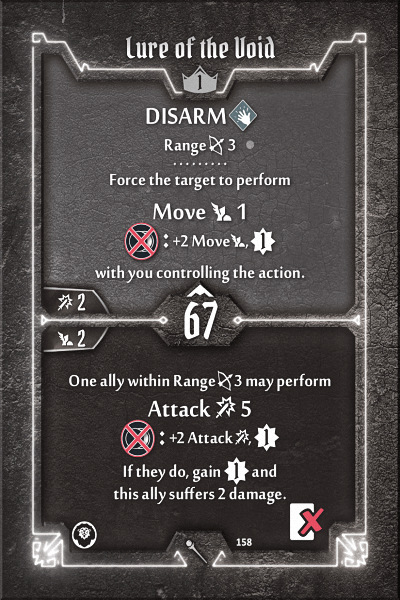 Lure of the Void
1
DISARM
Range 3
Force the target to perform
Move 1
: +2 Move, 1
with you controlling the action.
2
67
2
One ally within Range 3 may perform
Attack 5
: +2 Attack, 1
If they do, gain 1 and
this ally suffers 2 damage.
158